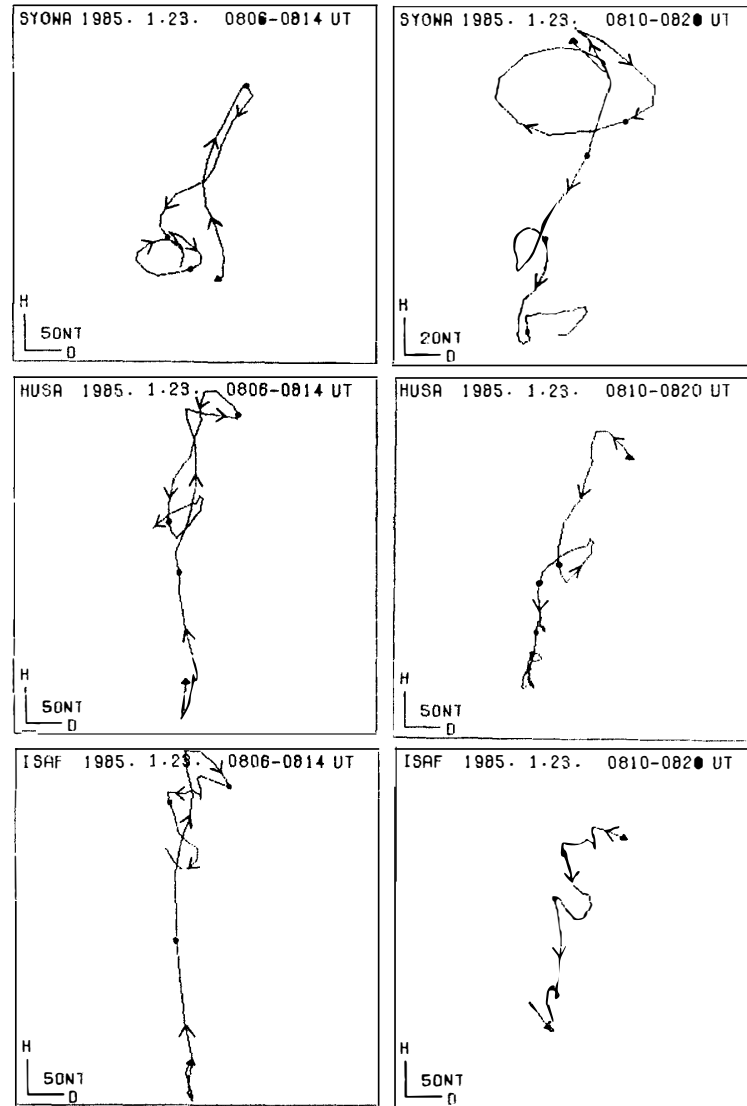 SYOWA 1985. 1.23. 0806-0814 UT
H
50NT
D
SYOWA 1985. 1.23. 0810-0820 UT
H
20NT
D
HUSA 1985. 1.23. 0806-0814 UT
H
50NT
D
HUSA 1985. 1.23. 0810-0820 UT
H
50NT
D
ISAF 1985. 1.23. 0806-0814 UT
H
50NT
D
ISAF 1985. 1.23. 0810-0820 UT
H
50NT
D